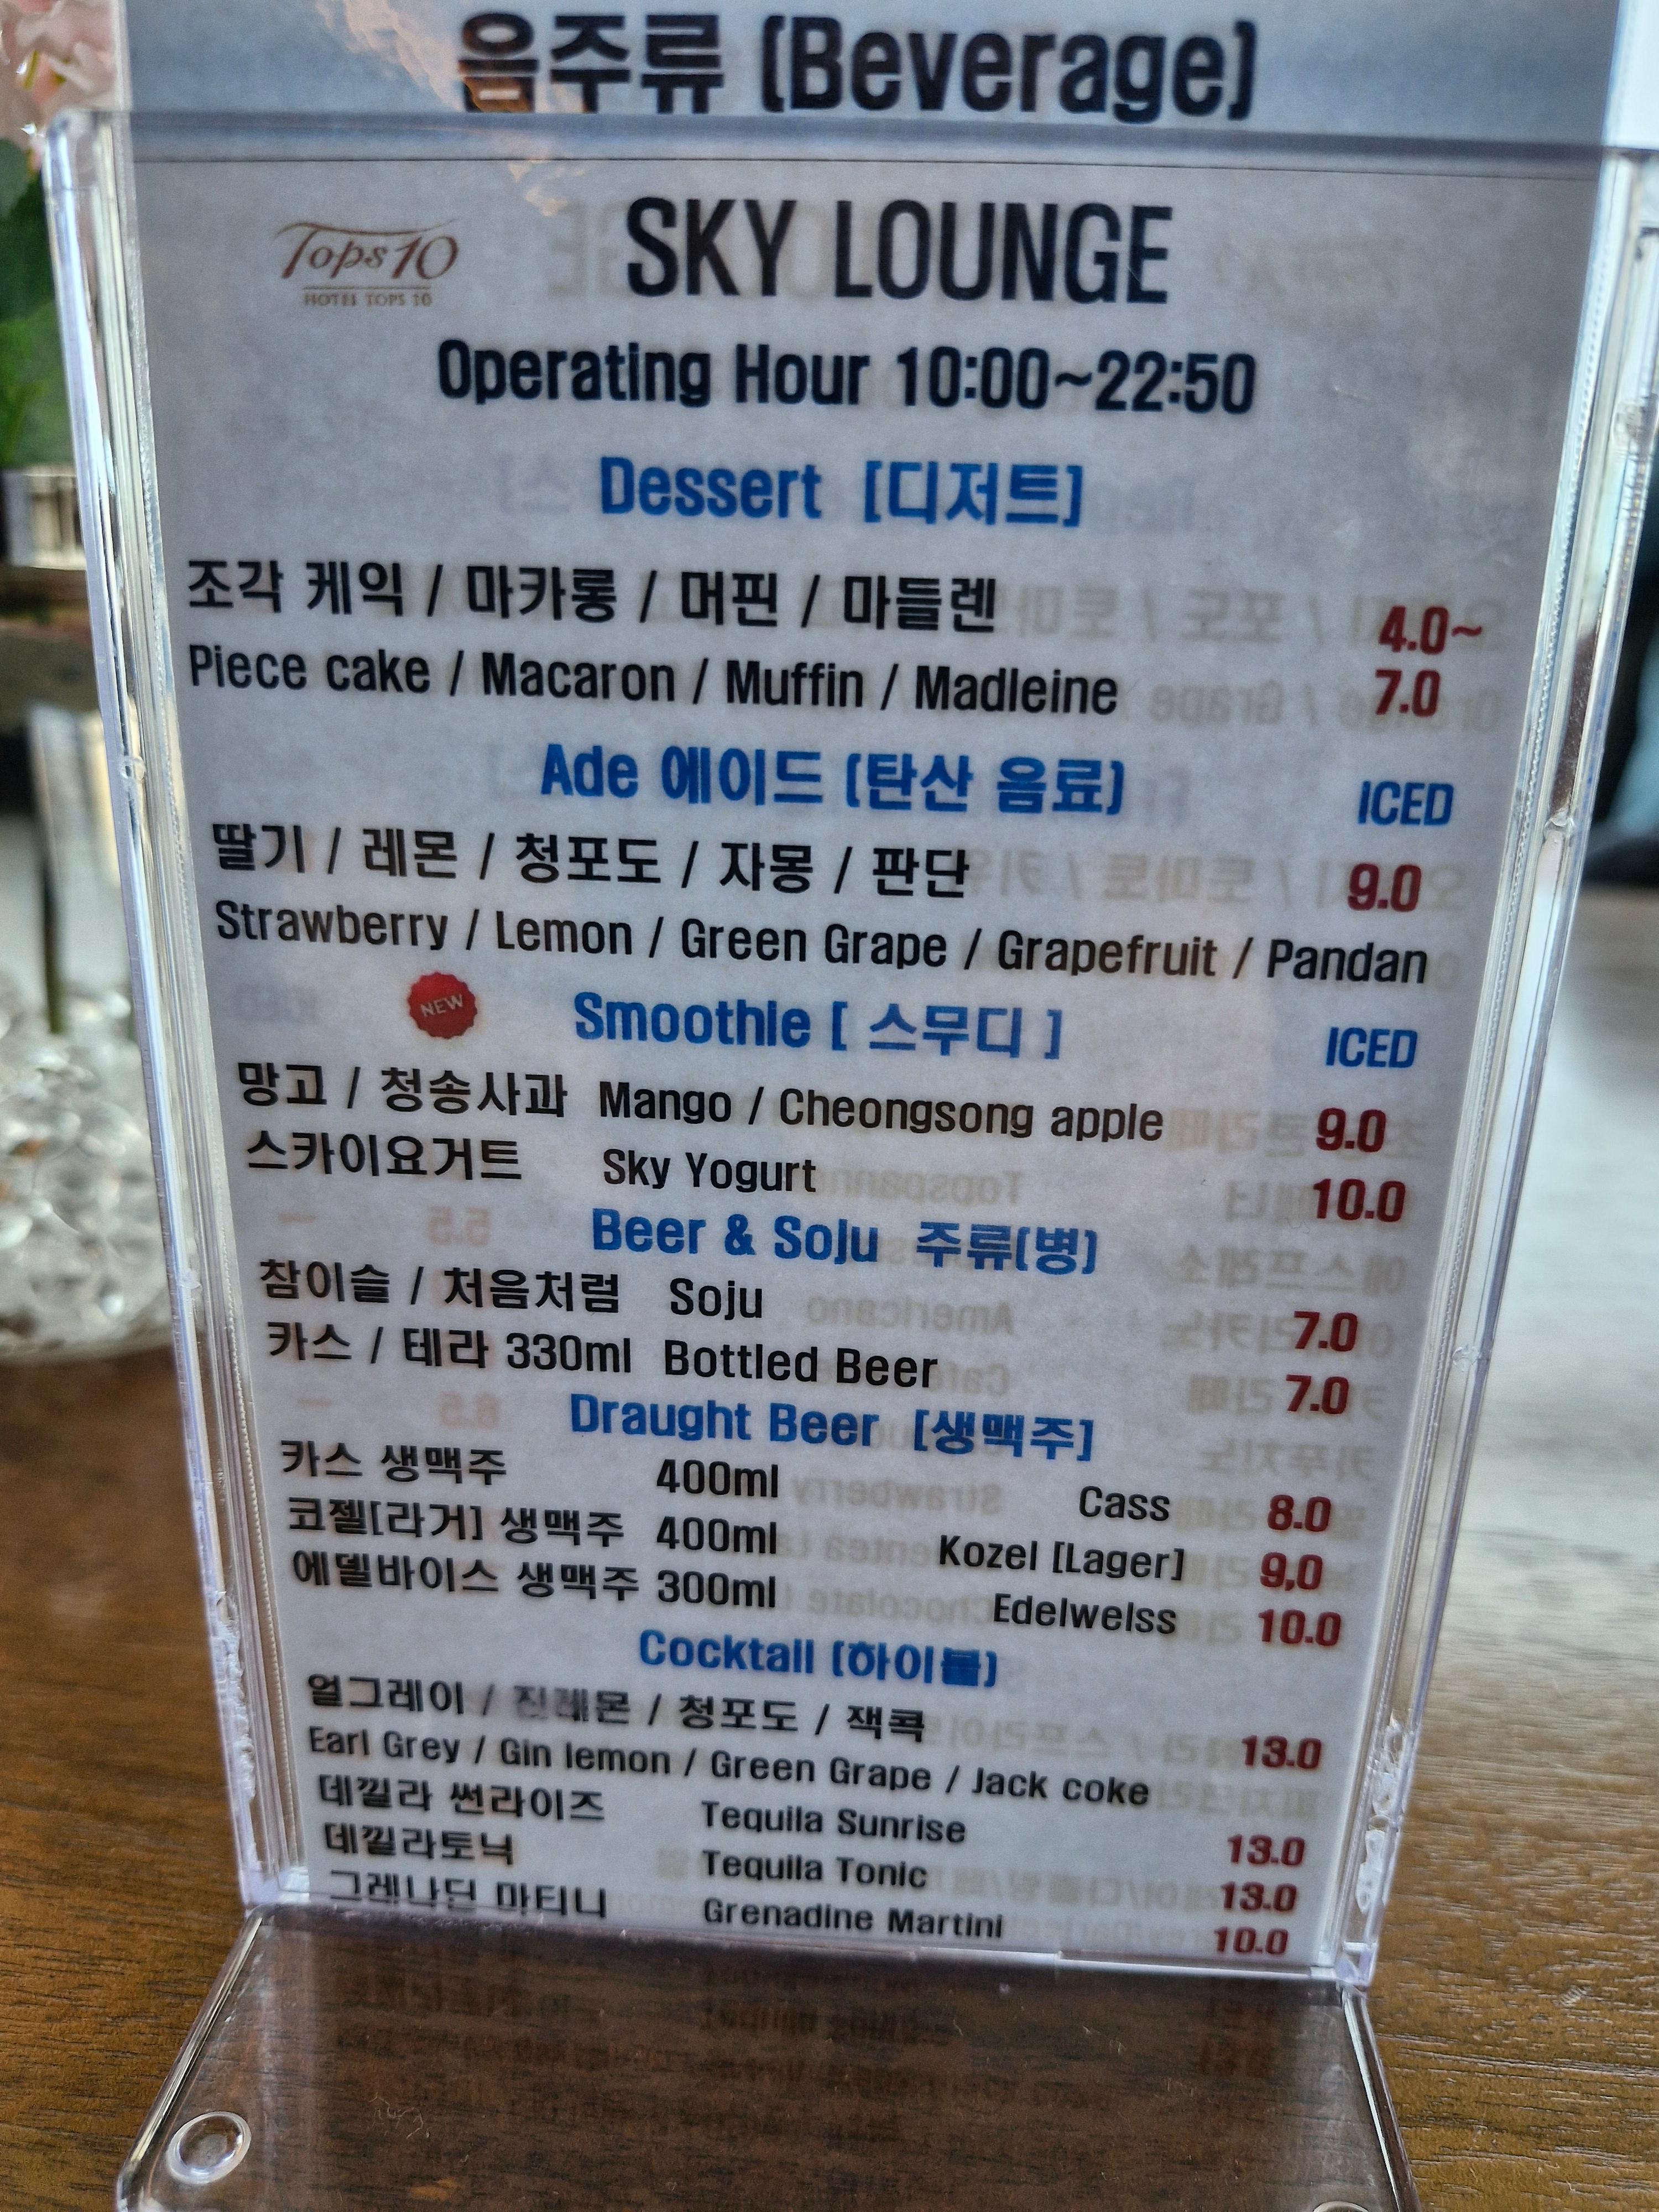 음주류 (Beverage)
Tops 10
HOTEL TOPS 10
SKY LOUNGE
Operating Hour 10:00~22:50
Dessert [디저트]
조각 케익 / 마카롱 / 머핀 / 마들렌 4.0~
Piece cake / Macaron / Muffin / Madleine 7.0
Ade 에이드 (탄산 음료) ICED
딸기 / 레몬 / 청포도 / 자몽 / 판단 9.0
Strawberry / Lemon / Green Grape / Grapefruit / Pandan
NEW Smoothie [ 스무디 ] ICED
망고 / 청송사과 Mango / Cheongsong apple 9.0
스카이요거트 Sky Yogurt 10.0
Beer & Soju 주류(병)
참이슬 / 처음처럼 Soju 7.0
카스 / 테라 330ml Bottled Beer 7.0
Draught Beer [생맥주]
카스 생맥주 400ml Cass 8.0
코젤[라거] 생맥주 400ml Kozel [Lager] 9,0
에델바이스 생맥주 300ml Edelweiss 10.0
Cocktail (하이볼)
얼그레이 / 진레몬 / 청포도 / 잭콕 13.0
Earl Grey / Gin lemon / Green Grape / Jack coke
데낄라 썬라이즈 Tequila Sunrise 13.0
데낄라토닉 Tequila Tonic 13.0
그레나딘 마티니 Grenadine Martini 10.0